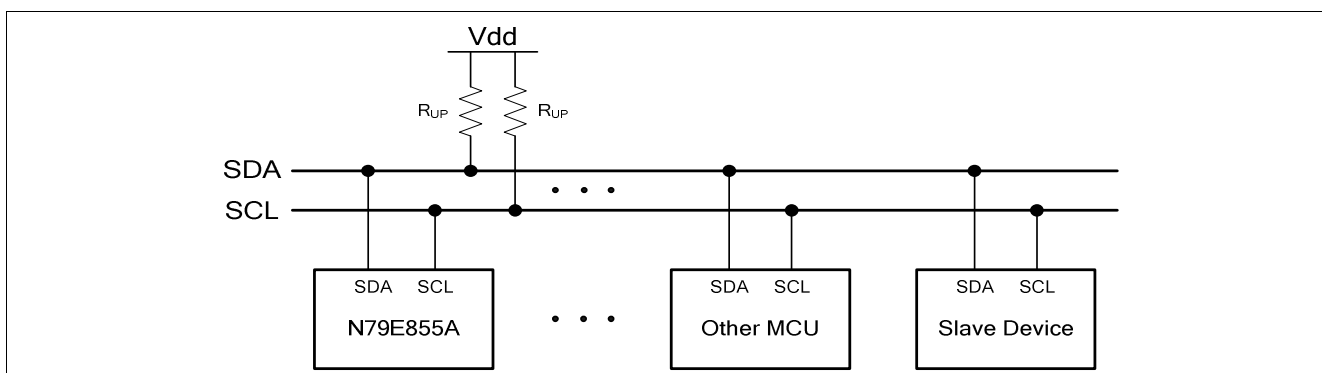 Vdd
RUP RUP
SDA
SCL
SDA SCL SDA SCL SDA SCL
N79E855A Other MCU Slave Device